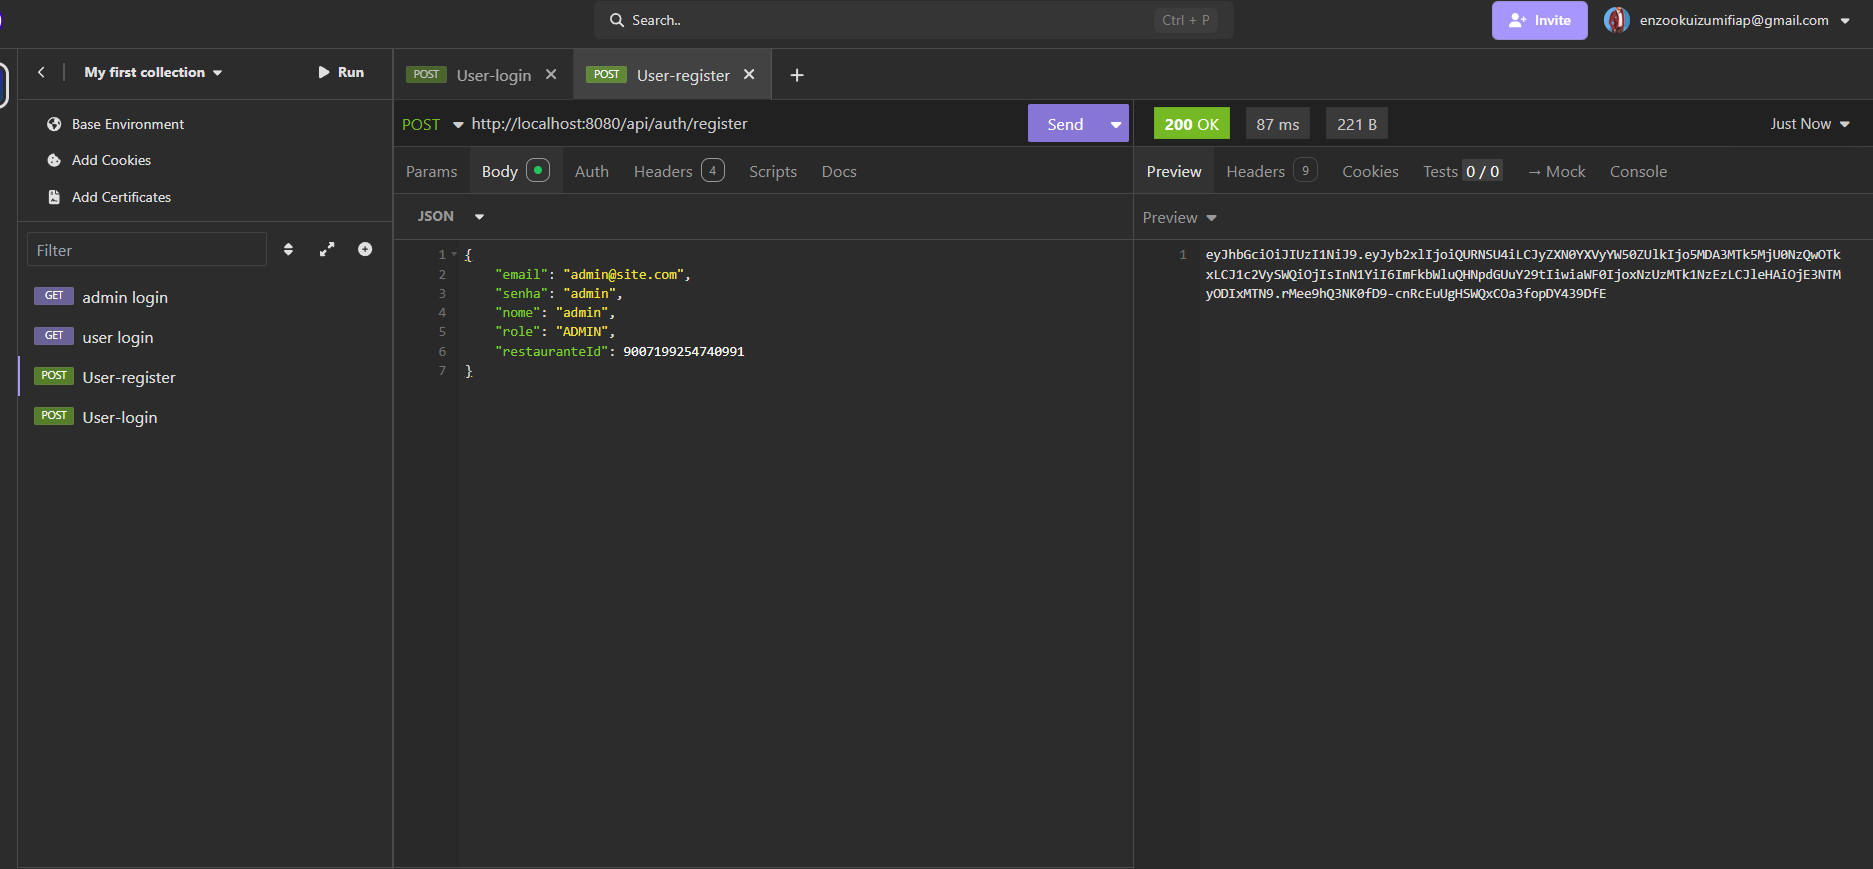 Search..
Ctrl + P
Invite
enzookuizumifiap@gmail.com
My first collection
Run
Base Environment
Add Cookies
Add Certificates
Filter
GET admin login
GET user login
POST User-register
POST User-login
POST User-login
POST User-register
POST http://localhost:8080/api/auth/register
Send
Params Body Auth Headers 4 Scripts Docs
JSON
1 {
2 "email": "admin@site.com",
3 "senha": "admin",
4 "nome": "admin",
5 "role": "ADMIN",
6 "restauranteId": 9007199254740991
7 }
200 OK 87 ms 221 B Just Now
Preview Headers 9 Cookies Tests 0 / 0 → Mock Console
Preview
1 eyJhbGciOiJIUzI1NiJ9.eyJyb2xlIjoiQURNSU4iLCJyZXN0YXVyYW50ZUlkIjo5MDA3MTk5MjU0NzQwOTk
xLCJ1c2VySWQiOjIsInN1YiI6ImFkbWluQHNpdGUuY29tIiwiaWF0IjoxNzUzMTk1NzEzLCJleHAiOjE3NTM
yODIxMTN9.rMee9hQ3NK0fD9-cnRcEuUgHSWQxCOa3fopDY439DfE